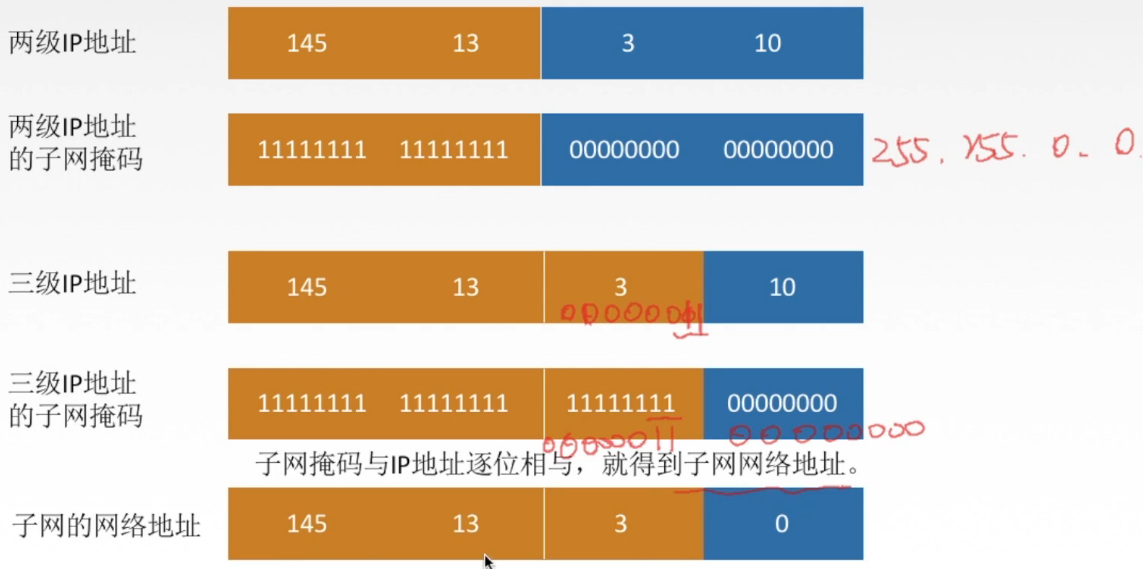 两级IP地址 145 13 3 10
两级IP地址
的子网掩码 11111111 11111111 00000000 00000000 255.255.0.0.
三级IP地址 145 13 3 10
00000011
三级IP地址
的子网掩码 11111111 11111111 11111111 00000000
00000011 00000000
子网掩码与IP地址逐位相与，就得到子网网络地址。
子网的网络地址 145 13 3 0